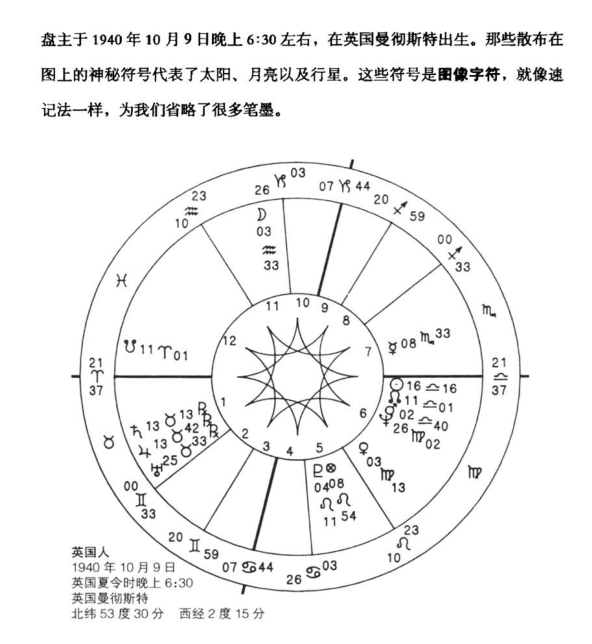 盘主于 1940 年 10 月 9 日晚上 6:30 左右，在英国曼彻斯特出生。那些散布在
图上的神秘符号代表了太阳、月亮以及行星。这些符号是图像字符，就像速
记法一样，为我们省略了很多笔墨。
26 ♑ 03
07 ♑ 44
20 ♐ 59
00 ♐ 33
♏
23 ♒ 10
♓
☽ 03 ♒ 33
11
10
9
8
12
7
☋ 11 ♈ 01
☿ 08 ♏ 33
21 ♈ 37
21 ♎ 37
1
6
☉ 16 ♎ 16
☊ 11 ♎ 01
02 ♎ 40
26 ♍ 02
♄ 13 ♉ 13 ℞
♃ 13 ♉ 42 ℞
♅ 25 ♉ 33 ℞
2
3
4
5
♀ 03 ♍ 13
♇ 04 ♌ 11
⊗ 08 ♌ 54
♉
♍
00 ♊ 33
20 ♊ 59
07 ♋ 44
26 ♋ 03
23 ♌ 10
英国人
1940 年 10 月 9 日
英国夏令时晚上 6:30
英国曼彻斯特
北纬 53 度 30 分 西经 2 度 15 分